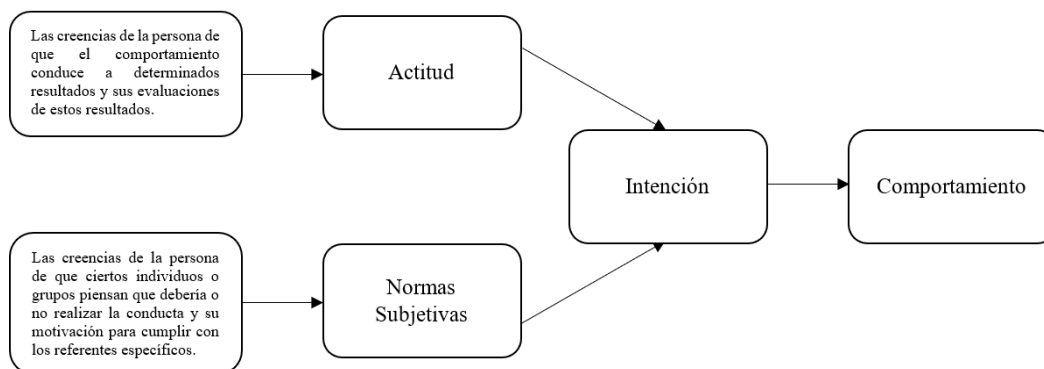 Las creencias de la persona de
que el comportamiento
conduce a determinados
resultados y sus evaluaciones
de estos resultados.
Actitud
Intención
Comportamiento
Las creencias de la persona
de que ciertos individuos o
grupos piensan que debería o
no realizar la conducta y su
motivación para cumplir con
los referentes específicos.
Normas
Subjetivas